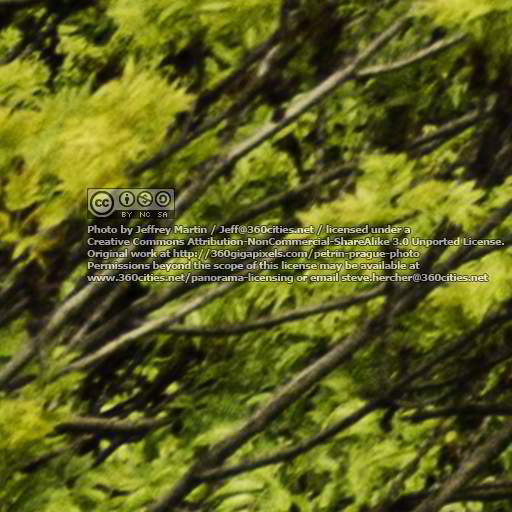 cc BY NC SA
Photo by Jeffrey Martin / Jeff@360cities.net / licensed under a
Creative Commons Attribution-NonCommercial-ShareAlike 3.0 Unported License.
Original work at http://360gigapixels.com/petrin-prague-photo
Permissions beyond the scope of this license may be available at
www.360cities.net/panorama-licensing or email steve.hercher@360cities.net